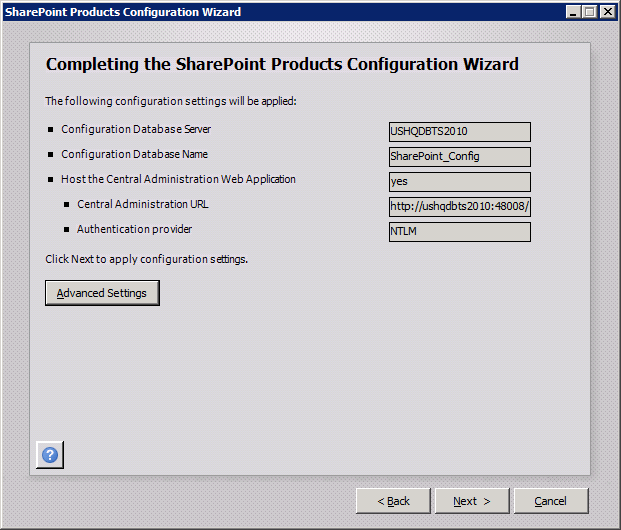 SharePoint Products Configuration Wizard
Completing the SharePoint Products Configuration Wizard
The following configuration settings will be applied:
Configuration Database Server USHQDBTS2010
Configuration Database Name SharePoint_Config
Host the Central Administration Web Application yes
Central Administration URL http://ushqdbts2010:48008/
Authentication provider NTLM
Click Next to apply configuration settings.
Advanced Settings
?
< Back Next > Cancel